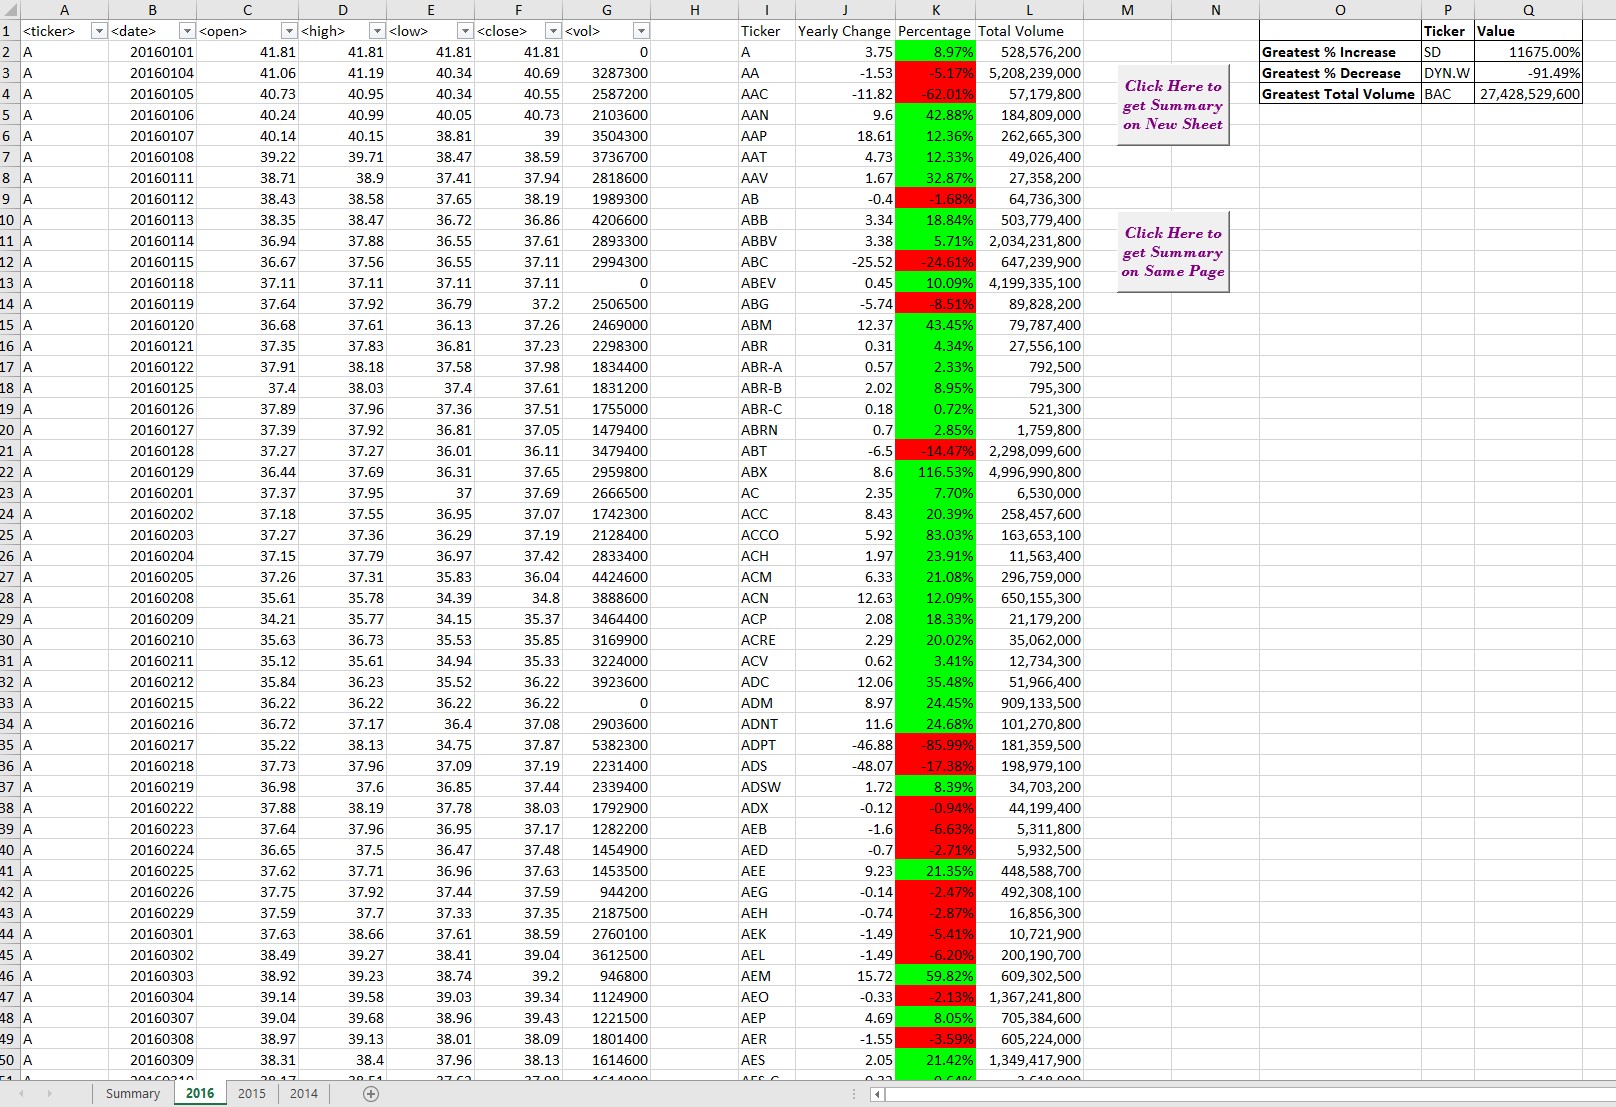 A B C D E F G H I J K L M N O P Q
1 <ticker> <date> <open> <high> <low> <close> <vol> Ticker Yearly Change Percentage Total Volume Ticker Value
2 A 20160101 41.81 41.81 41.81 41.81 0 A 3.75 8.97% 528,576,200 Greatest % Increase SD 11675.00%
3 A 20160104 41.06 41.19 40.34 40.69 3287300 AA -1.53 -5.17% 5,208,239,000 Greatest % Decrease DYN.W -91.49%
4 A 20160105 40.73 40.95 40.34 40.55 2587200 AAC -11.82 -62.01% 57,179,800 Greatest Total Volume BAC 27,428,529,600
5 A 20160106 40.24 40.99 40.05 40.73 2103600 AAN 9.6 42.88% 184,809,000
6 A 20160107 40.14 40.15 38.81 39 3504300 AAP 18.61 12.36% 262,665,300
7 A 20160108 39.22 39.71 38.47 38.59 3736700 AAT 4.73 12.33% 49,026,400
8 A 20160111 38.71 38.9 37.41 37.94 2818600 AAV 1.67 32.87% 27,358,200
9 A 20160112 38.43 38.58 37.65 38.19 1989300 AB -0.4 -1.68% 64,736,300
10 A 20160113 38.35 38.47 36.72 36.86 4206600 ABB 3.34 18.84% 503,779,400
11 A 20160114 36.94 37.88 36.55 37.61 2893300 ABBV 3.38 5.71% 2,034,231,800
12 A 20160115 36.67 37.56 36.55 37.11 2994300 ABC -25.52 -24.61% 647,239,900
13 A 20160118 37.11 37.11 37.11 37.11 0 ABEV 0.45 10.09% 4,199,335,100
14 A 20160119 37.64 37.92 36.79 37.2 2506500 ABG -5.74 -8.51% 89,828,200
15 A 20160120 36.68 37.61 36.13 37.26 2469000 ABM 12.37 43.45% 79,787,400
16 A 20160121 37.35 37.83 36.81 37.23 2298300 ABR 0.31 4.34% 27,556,100
17 A 20160122 37.91 38.18 37.58 37.98 1834400 ABR-A 0.57 2.33% 792,500
18 A 20160125 37.4 38.03 37.4 37.61 1831200 ABR-B 2.02 8.95% 795,300
19 A 20160126 37.89 37.96 37.36 37.51 1755000 ABR-C 0.18 0.72% 521,300
20 A 20160127 37.39 37.92 36.81 37.05 1479400 ABRN 0.7 2.85% 1,759,800
21 A 20160128 37.27 37.27 36.01 36.11 3479400 ABT -6.5 -14.47% 2,298,099,600
22 A 20160129 36.44 37.69 36.31 37.65 2959800 ABX 8.6 116.53% 4,996,990,800
23 A 20160201 37.37 37.95 37 37.69 2666500 AC 2.35 7.70% 6,530,000
24 A 20160202 37.18 37.55 36.95 37.07 1742300 ACC 8.43 20.39% 258,457,600
25 A 20160203 37.27 37.36 36.29 37.19 2128400 ACCO 5.92 83.03% 163,653,100
26 A 20160204 37.15 37.79 36.97 37.42 2833400 ACH 1.97 23.91% 11,563,400
27 A 20160205 37.26 37.31 35.83 36.04 4424600 ACM 6.33 21.08% 296,759,000
28 A 20160208 35.61 35.78 34.39 34.8 3888600 ACN 12.63 12.09% 650,155,300
29 A 20160209 34.21 35.77 34.15 35.37 3464400 ACP 2.08 18.33% 21,179,200
30 A 20160210 35.63 36.73 35.53 35.85 3169900 ACRE 2.29 20.02% 35,062,000
31 A 20160211 35.12 35.61 34.94 35.33 3224000 ACV 0.62 3.41% 12,734,300
32 A 20160212 35.84 36.23 35.52 36.22 3923600 ADC 12.06 35.48% 51,966,400
33 A 20160215 36.22 36.22 36.22 36.22 0 ADM 8.97 24.45% 909,133,500
34 A 20160216 36.72 37.17 36.4 37.08 2903600 ADNT 11.6 24.68% 101,270,800
35 A 20160217 35.22 38.13 34.75 37.87 5382300 ADPT -46.88 -85.99% 181,359,500
36 A 20160218 37.73 37.96 37.09 37.19 2231400 ADS -48.07 -17.38% 198,979,100
37 A 20160219 36.98 37.6 36.85 37.44 2339400 ADSW 1.72 8.39% 34,703,200
38 A 20160222 37.88 38.19 37.78 38.03 1792900 ADX -0.12 -0.94% 44,199,400
39 A 20160223 37.64 37.96 36.95 37.17 1282200 AEB -1.6 -6.63% 5,311,800
40 A 20160224 36.65 37.5 36.47 37.48 1454900 AED -0.7 -2.71% 5,932,500
41 A 20160225 37.62 37.71 36.96 37.63 1453500 AEE 9.23 21.35% 448,588,700
42 A 20160226 37.75 37.92 37.44 37.59 944200 AEG -0.14 -2.47% 492,308,100
43 A 20160229 37.59 37.7 37.33 37.35 2187500 AEH -0.74 -2.87% 16,856,300
44 A 20160301 37.63 38.66 37.61 38.59 2760100 AEK -1.49 -5.41% 10,721,900
45 A 20160302 38.49 39.27 38.41 39.04 3612500 AEL -1.49 -6.20% 200,190,700
46 A 20160303 38.92 39.23 38.74 39.2 946800 AEM 15.72 59.82% 609,302,500
47 A 20160304 39.14 39.58 39.03 39.34 1124900 AEO -0.33 -2.13% 1,367,241,800
48 A 20160307 39.04 39.68 38.96 39.43 1221500 AEP 4.69 8.05% 705,384,600
49 A 20160308 38.97 39.13 38.01 38.09 1801400 AER -1.55 -3.59% 605,224,000
50 A 20160309 38.31 38.4 37.96 38.13 1614600 AES 2.05 21.42% 1,349,417,900
Click Here to
get Summary
on New Sheet
Click Here to
get Summary
on Same Page
Summary 2016 2015 2014